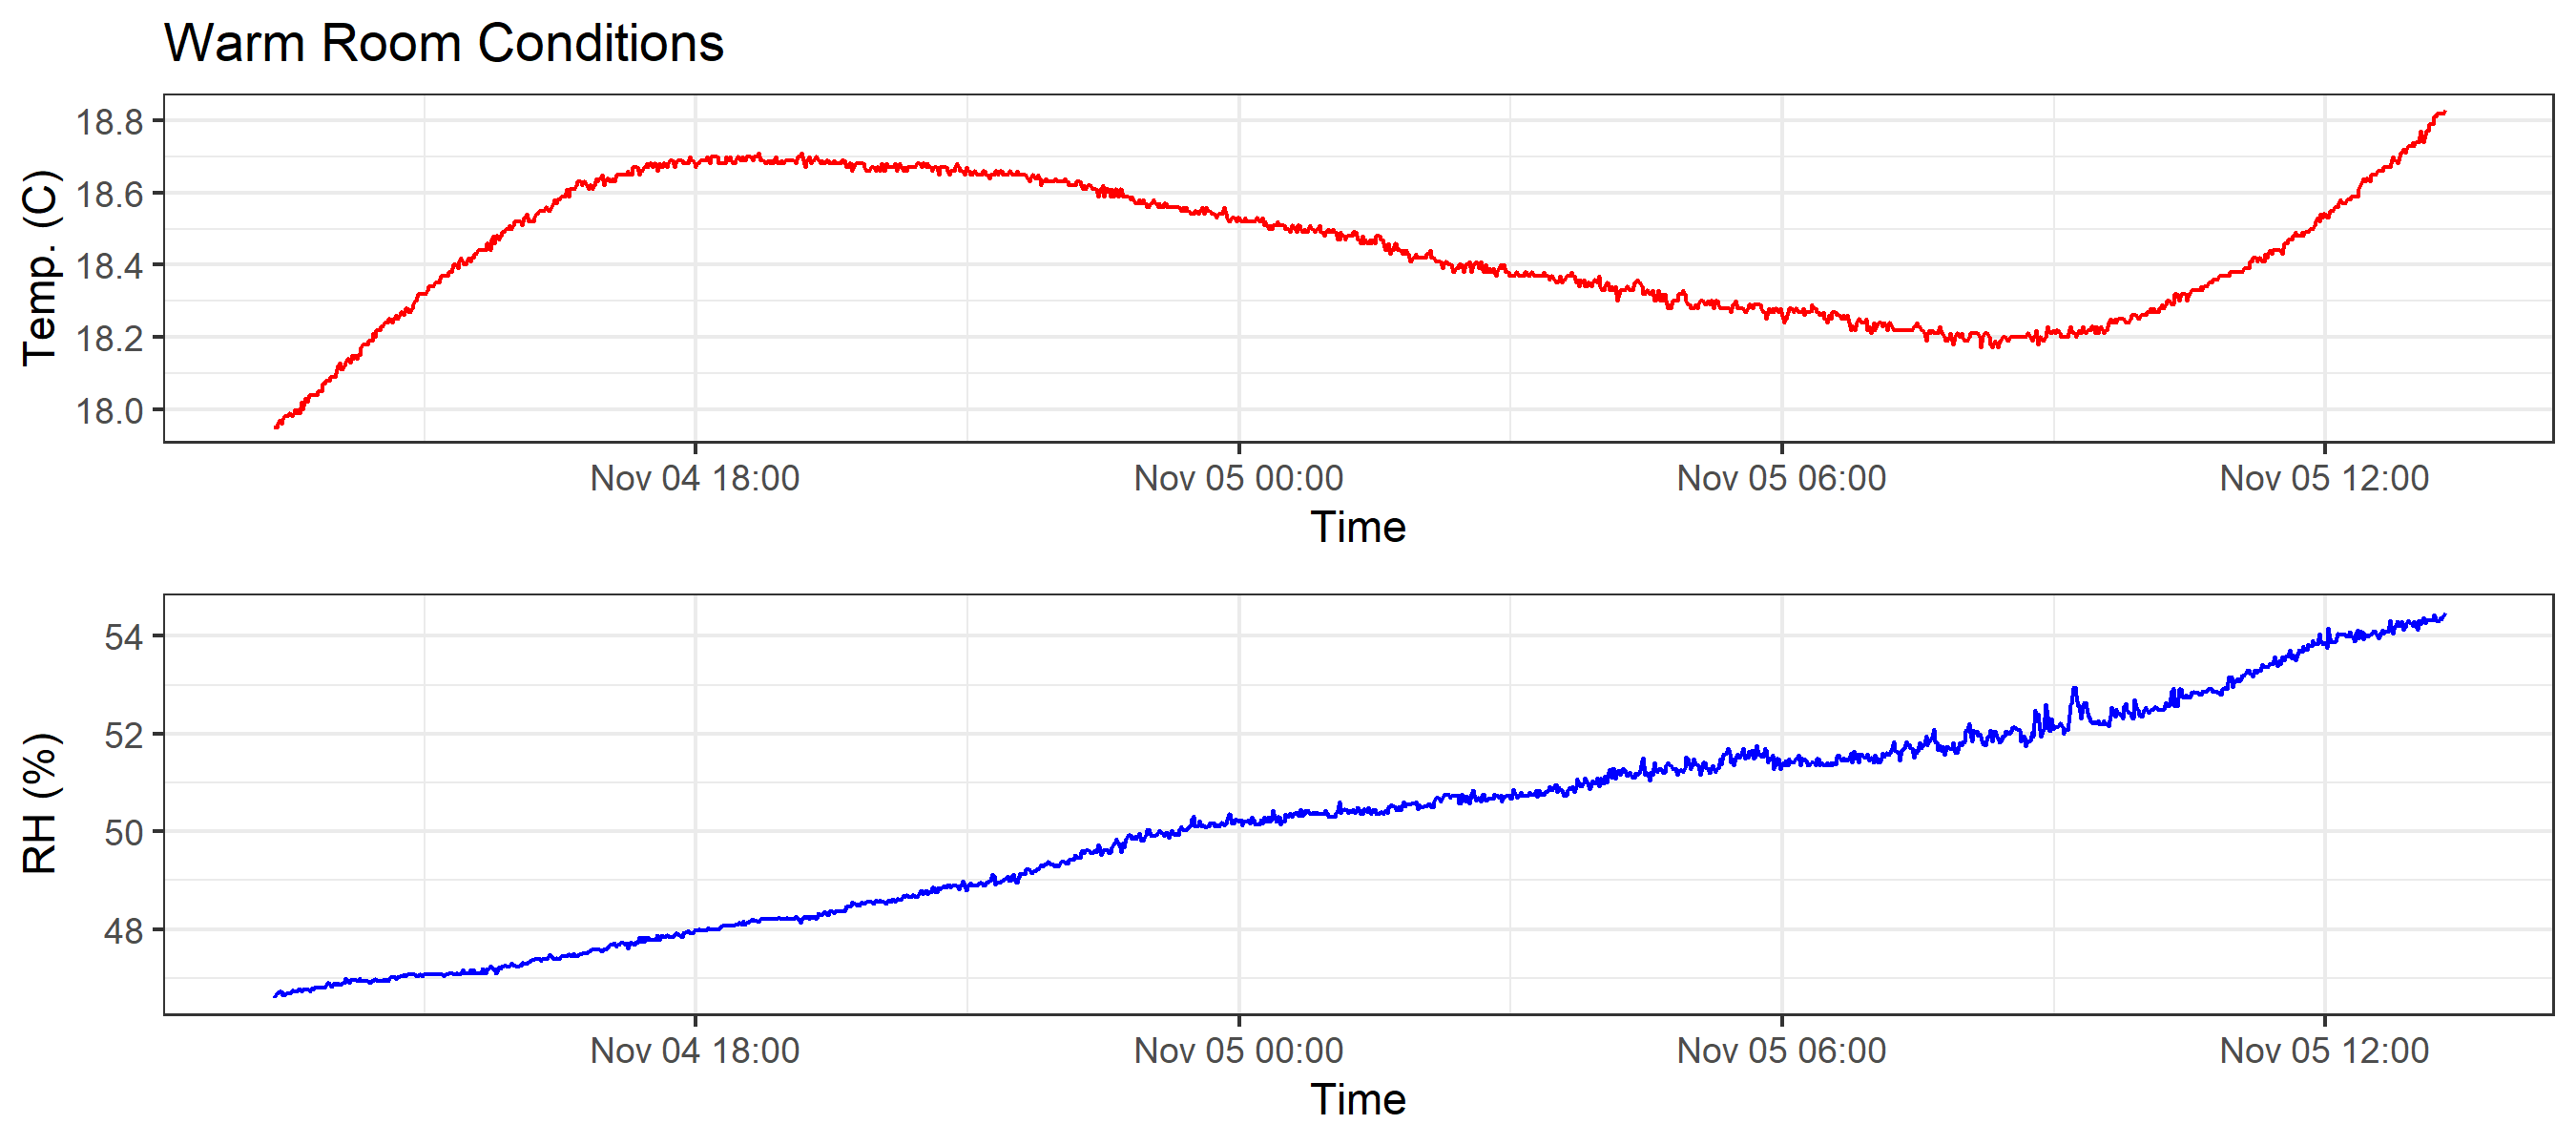 Warm Room Conditions
Temp. (C)
18.8
18.6
18.4
18.2
18.0
Nov 04 18:00 Nov 05 00:00 Nov 05 06:00 Nov 05 12:00
Time
RH (%)
54
52
50
48
Nov 04 18:00 Nov 05 00:00 Nov 05 06:00 Nov 05 12:00
Time